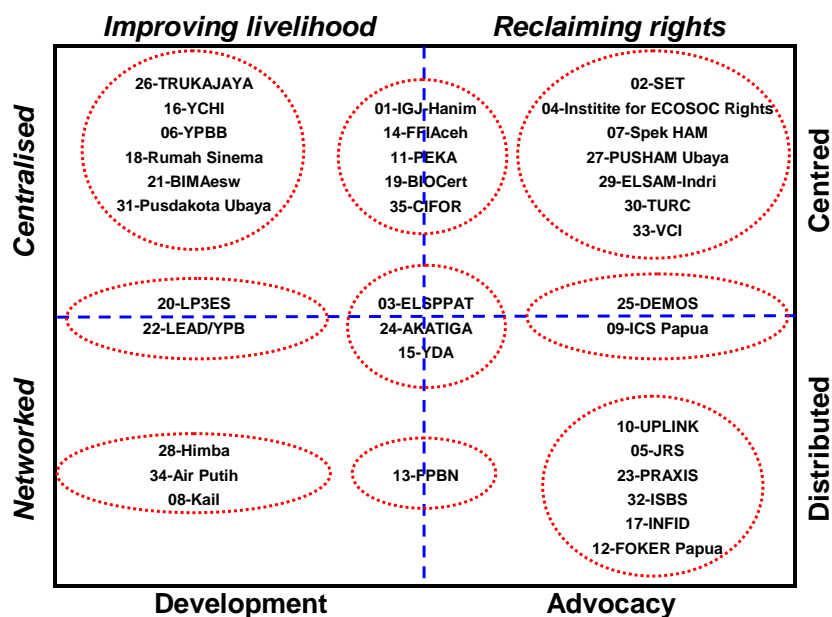 Improving livelihood
Reclaiming rights
Centralised
Networked
Centred
Distributed
26-TRUKAJAYA
16-YCHI
06-YPBB
18-Rumah Sinema
21-BIMAesw
31-Pusdakota Ubaya
01-IGJ-Hanim
14-FFIAceh
11-PEKA
19-BIOCert
35-CIFOR
02-SET
04-Institite for ECOSOC Rights
07-Spek HAM
27-PUSHAM Ubaya
29-ELSAM-Indri
30-TURC
33-VCI
20-LP3ES
22-LEAD/YPB
03-ELSPPAT
24-AKATIGA
15-YDA
25-DEMOS
09-ICS Papua
28-Himba
34-Air Putih
08-Kail
13-FPBN
10-UPLINK
05-JRS
23-PRAXIS
32-ISBS
17-INFID
12-FOKER Papua
Development
Advocacy